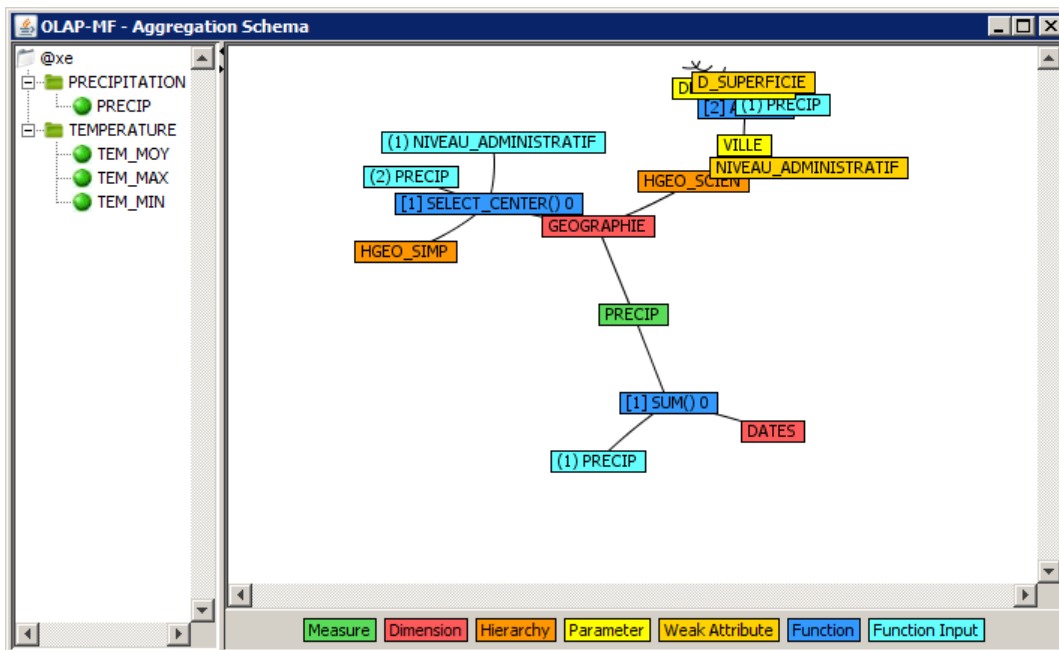 OLAP-MF - Aggregation Schema
@xe
PRECIPITATION
PRECIP
TEMPERATURE
TEM_MOY
TEM_MAX
TEM_MIN
D_SUPERFICIE
(1) PRECIP
[2]
VILLE
NIVEAU_ADMINISTRATIF
HGEO_SCIEN
(1) NIVEAU_ADMINISTRATIF
(2) PRECIP
[1] SELECT_CENTER() 0
GEOGRAPHIE
HGEO_SIMP
PRECIP
[1] SUM() 0
DATES
(1) PRECIP
Measure Dimension Hierarchy Parameter Weak Attribute Function Function Input